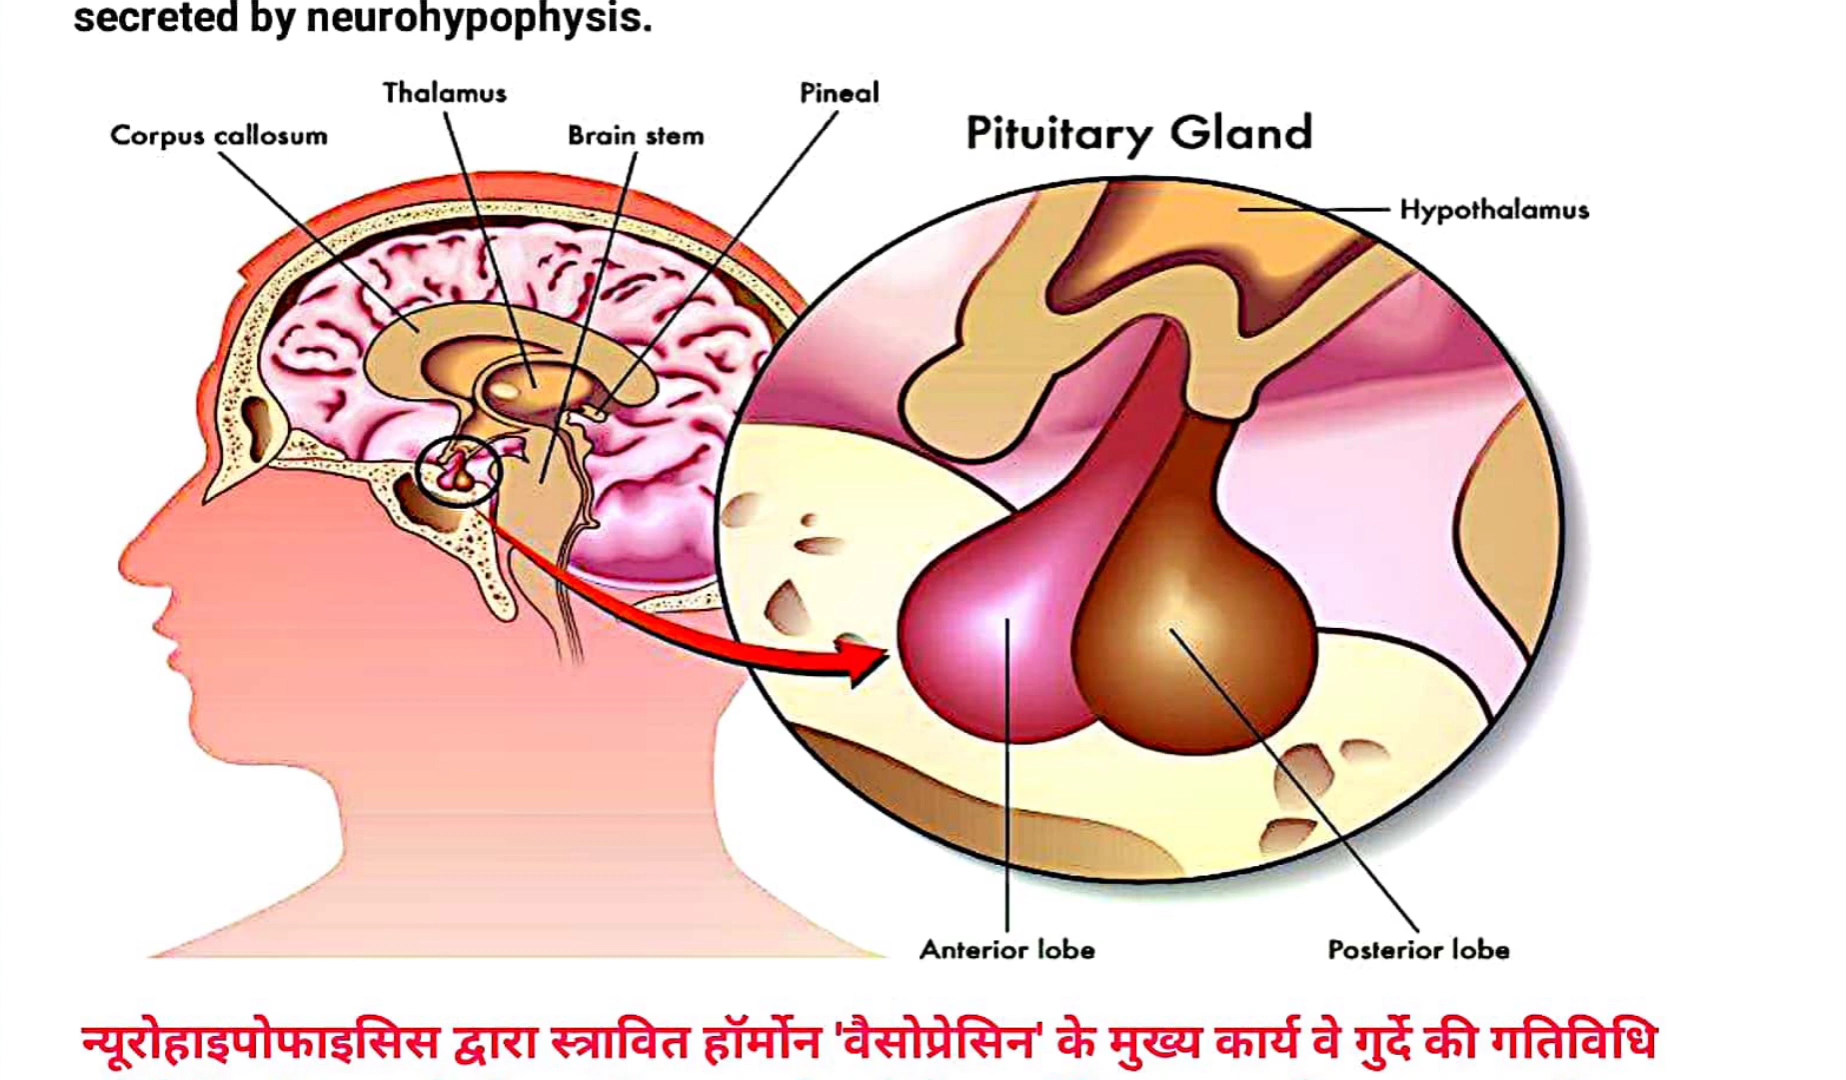 secreted by neurohypophysis.
Thalamus
Pineal
Corpus callosum
Brain stem
Pituitary Gland
Hypothalamus
Anterior lobe
Posterior lobe
न्यूरोहाइपोफाइसिस द्वारा स्त्रावित हॉर्मोन 'वैसोप्रेसिन' के मुख्य कार्य वे गुर्दे की गतिविधि